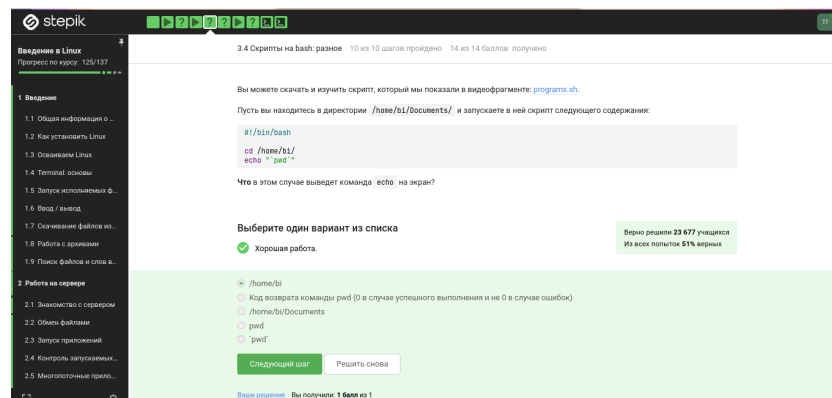 stepik
? ? ?
ТГ
Введение в Linux
Прогресс по курсу: 125/137
1 Введение
1.1 Общая информация о ...
1.2 Как установить Linux
1.3 Осваиваем Linux
1.4 Terminal: основы
1.5 Запуск исполняемых ф...
1.6 Ввод / вывод
1.7 Скачивание файлов из...
1.8 Работа с архивами
1.9 Поиск файлов и слов в...
2 Работа на сервере
2.1 Знакомство с сервером
2.2 Обмен файлами
2.3 Запуск приложений
2.4 Контроль запускаемых...
2.5 Многопоточные прило...
3.4 Скрипты на bash: разное 10 из 10 шагов пройдено 14 из 14 баллов получено
Вы можете скачать и изучить скрипт, который мы показали в видеофрагменте: programs.sh.
Пусть вы находитесь в директории /home/bi/Documents/ и запускаете в ней скрипт следующего содержания:
#!/bin/bash
cd /home/bi/
echo "`pwd`"
Что в этом случае выведет команда echo на экран?
Выберите один вариант из списка
Хорошая работа.
Верно решили 23 677 учащихся
Из всех попыток 51% верных
/home/bi
Код возврата команды pwd (0 в случае успешного выполнения и не 0 в случае ошибок)
/home/bi/Documents
pwd
`pwd`
Следующий шаг Решить снова
Ваши решения Вы получили: 1 балл из 1